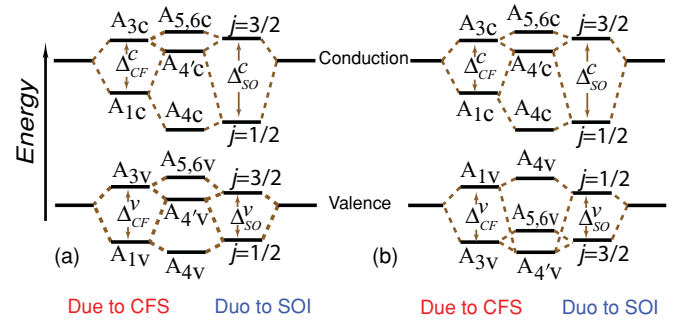 A3c A5,6c j=3/2
Δ^c_CF A4'c Δ^c_SO
A1c A4c j=1/2
Conduction
A3c A5,6c j=3/2
Δ^c_CF A4'c Δ^c_SO
A1c A4c j=1/2
Energy
A3v A5,6v j=3/2
Δ^v_CF A4'v Δ^v_SO
A1v A4v j=1/2
(a)
Valence
A1v A4v j=1/2
Δ^v_CF A5,6v Δ^v_SO
A3v A4'v j=3/2
(b)
Due to CFS Duo to SOI
Due to CFS Duo to SOI